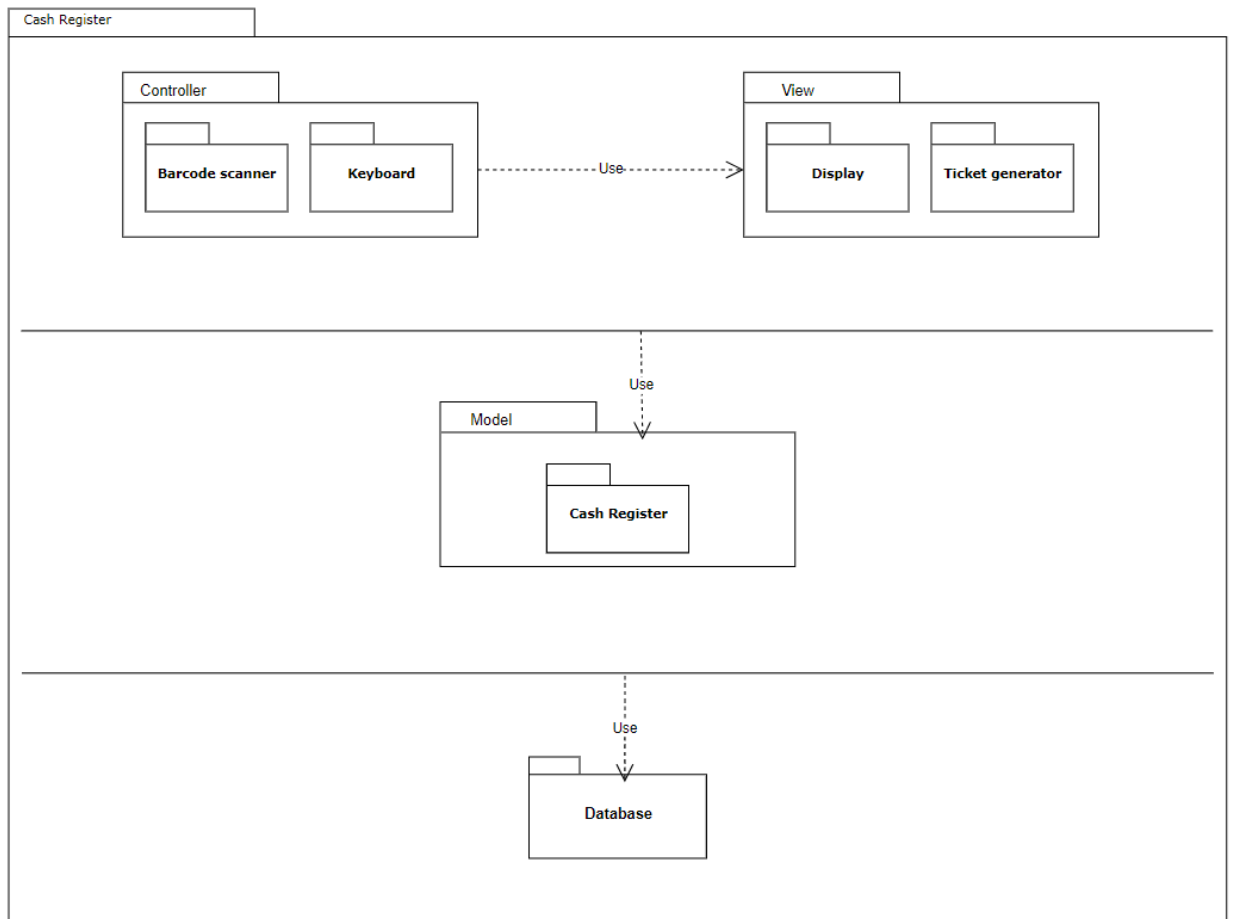 Cash Register
Controller
View
Barcode scanner
Keyboard
Use
Display
Ticket generator
Use
Model
Cash Register
Use
Database